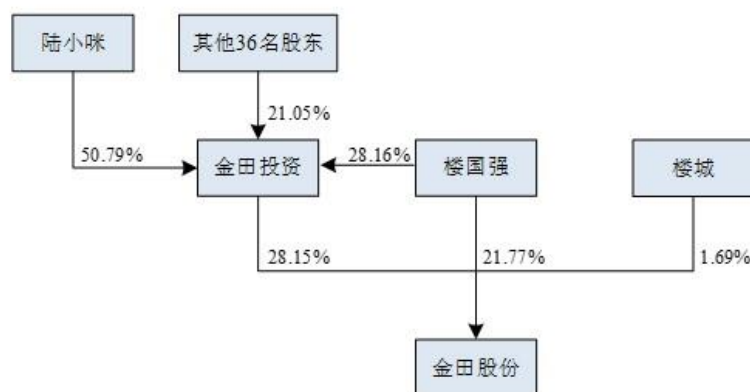 陆小咪
其他36名股东
21.05%
50.79%
金田投资
28.16%
楼国强
楼城
28.15%
21.77%
1.69%
金田股份